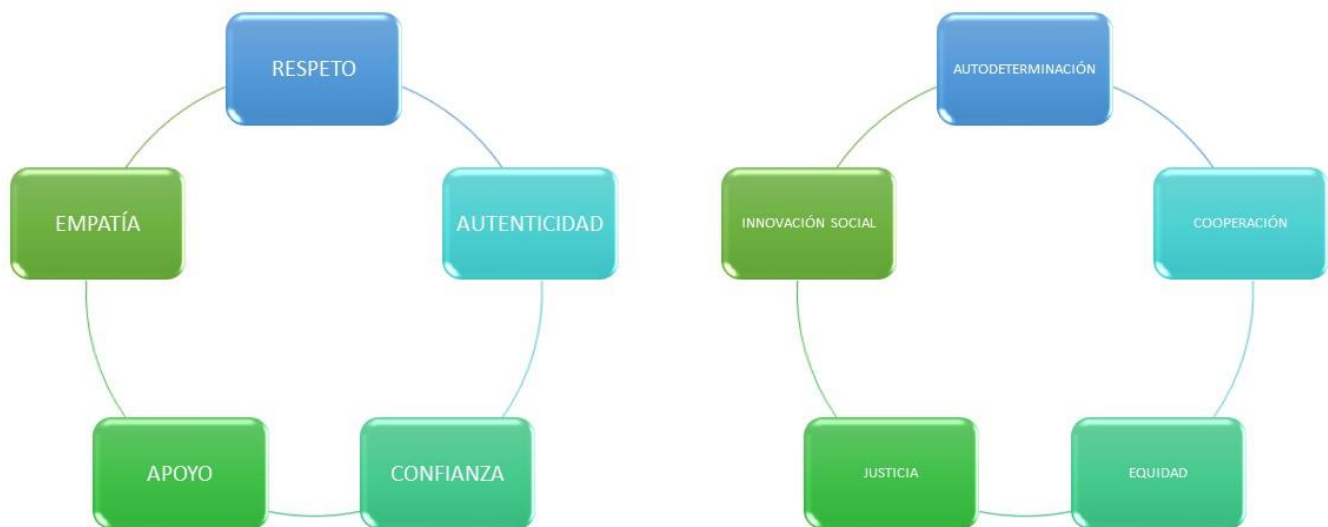 RESPETO
AUTENTICIDAD
CONFIANZA
APOYO
EMPATÍA
AUTODETERMINACIÓN
COOPERACIÓN
EQUIDAD
JUSTICIA
INNOVACIÓN SOCIAL